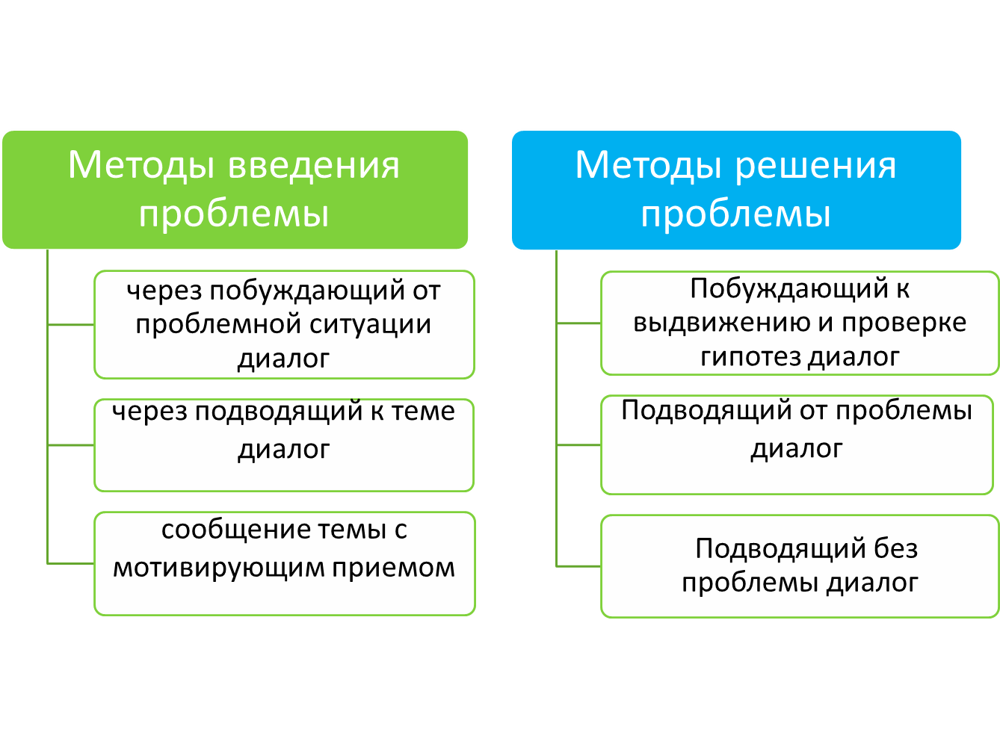 Методы введения
проблемы
через побуждающий от
проблемной ситуации
диалог
через подводящий к теме
диалог
сообщение темы с
мотивирующим приемом
Методы решения
проблемы
Побуждающий к
выдвижению и проверке
гипотез диалог
Подводящий от проблемы
диалог
Подводящий без
проблемы диалог